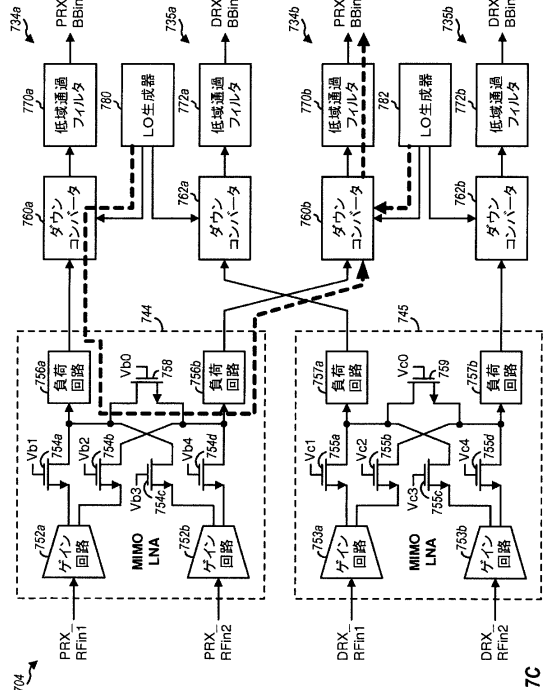 704
PRX_
RFin1
752a
ゲイン
回路
Vb1
754a
Vb2
754b
MIMO
LNA
Vb3
754c
Vb4
754d
PRX_
RFin2
752b
ゲイン
回路
Vb0
758
756a
負荷
回路
756b
負荷
回路
744
760a
ダウン
コンバータ
770a
低域通過
フィルタ
734a
PRX_
BBin
780
LO生成器
762a
ダウン
コンバータ
772a
低域通過
フィルタ
735a
DRX_
BBin
DRX_
RFin1
753a
ゲイン
回路
Vc1
755a
Vc2
755b
MIMO
LNA
Vc3
755c
Vc4
755d
DRX_
RFin2
753b
ゲイン
回路
Vc0
759
757a
負荷
回路
757b
負荷
回路
745
760b
ダウン
コンバータ
770b
低域通過
フィルタ
734b
PRX_
BBin
782
LO生成器
762b
ダウン
コンバータ
772b
低域通過
フィルタ
735b
DRX_
BBin
7C